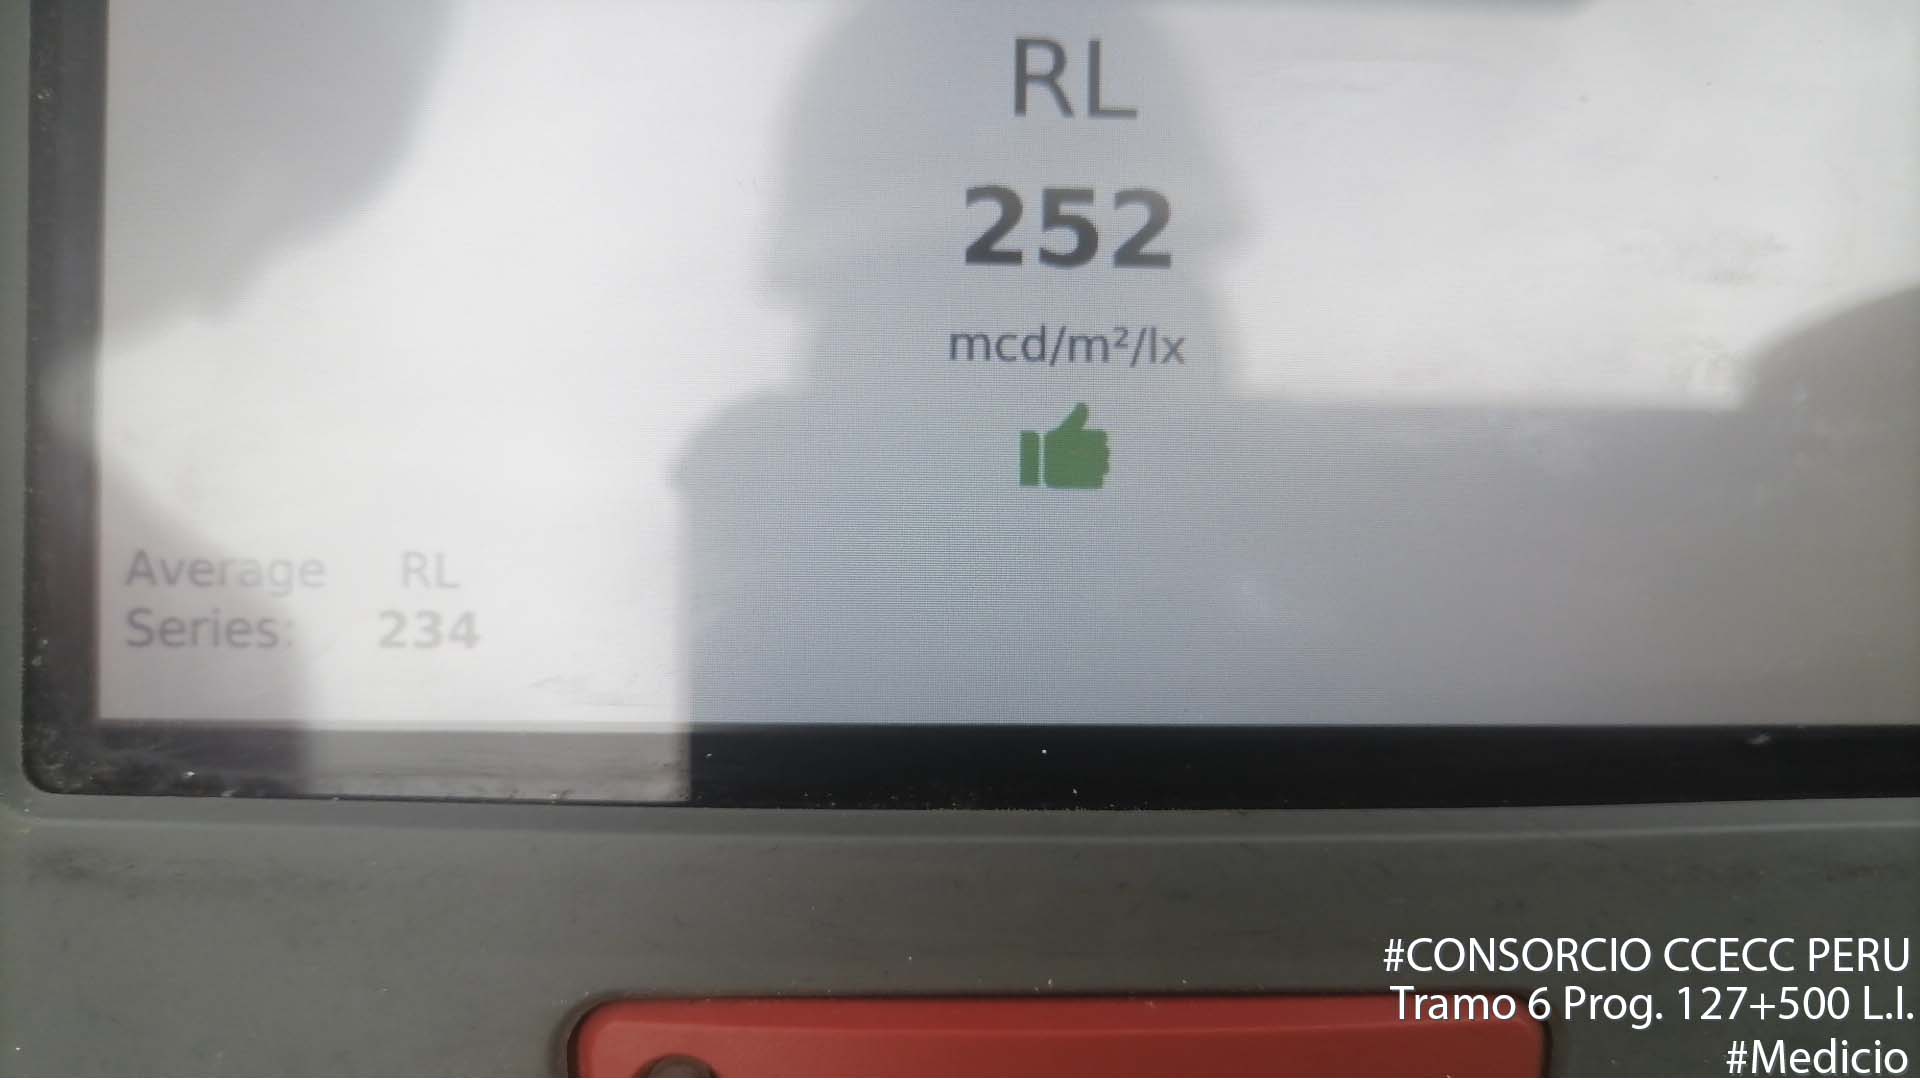 RL
252
mcd/m²/lx
Average RL
Series: 234
#CONSORCIO CCECC PERU
Tramo 6 Prog. 127+500 L.I.
#Medicio